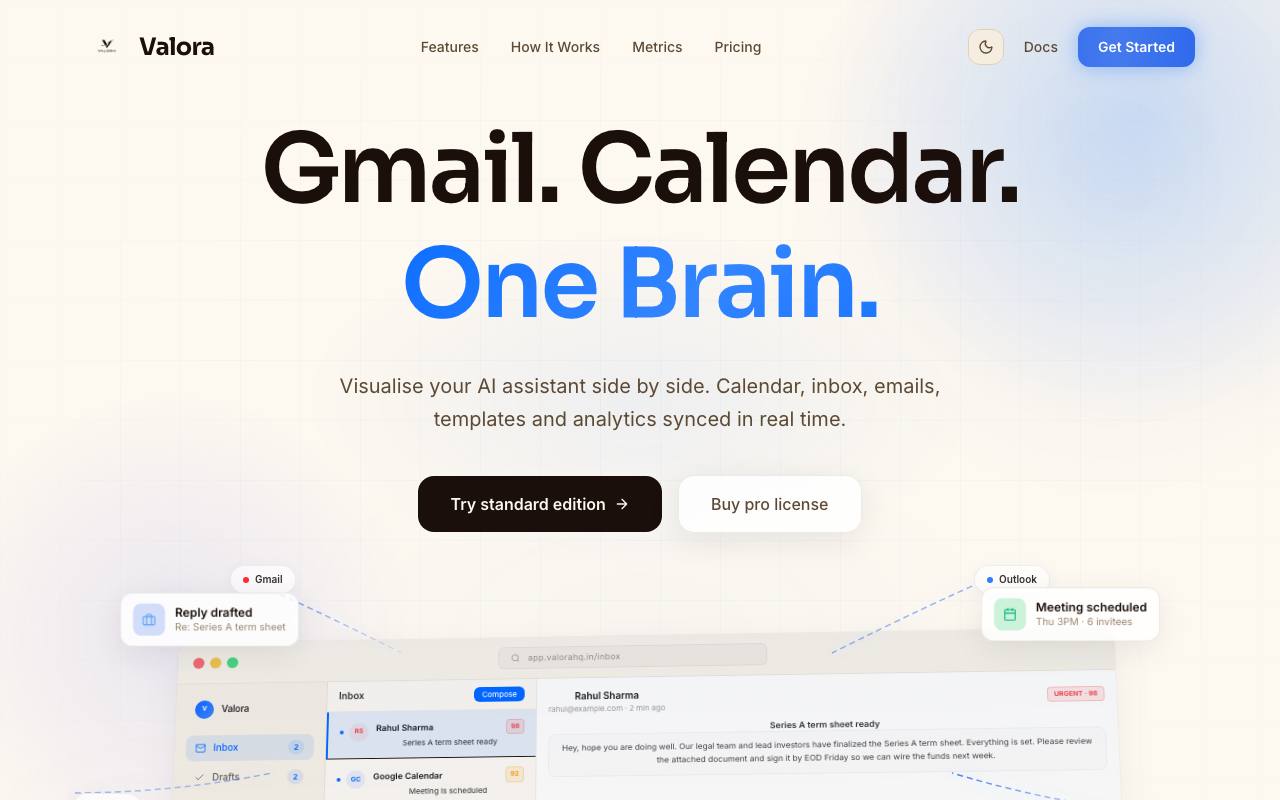 Valora
Features How It Works Metrics Pricing
Docs Get Started
Gmail. Calendar.
One Brain.
Visualise your AI assistant side by side. Calendar, inbox, emails,
templates and analytics synced in real time.
Try standard edition →
Buy pro license
Gmail
Reply drafted
Re: Series A term sheet
Outlook
Meeting scheduled
Thu 3PM · 6 invitees
app.valorahq.in/inbox
V Valora
Inbox 2
Drafts 2
Inbox Compose
RS Rahul Sharma 98
Series A term sheet ready
GC Google Calendar 92
Meeting is scheduled
Rahul Sharma
rahul@example.com · 2 min ago
URGENT · 98
Series A term sheet ready
Hey, hope you are doing well. Our legal team and lead investors have finalized the Series A term sheet. Everything is set. Please review
the attached document and sign it by EOD Friday so we can wire the funds next week.